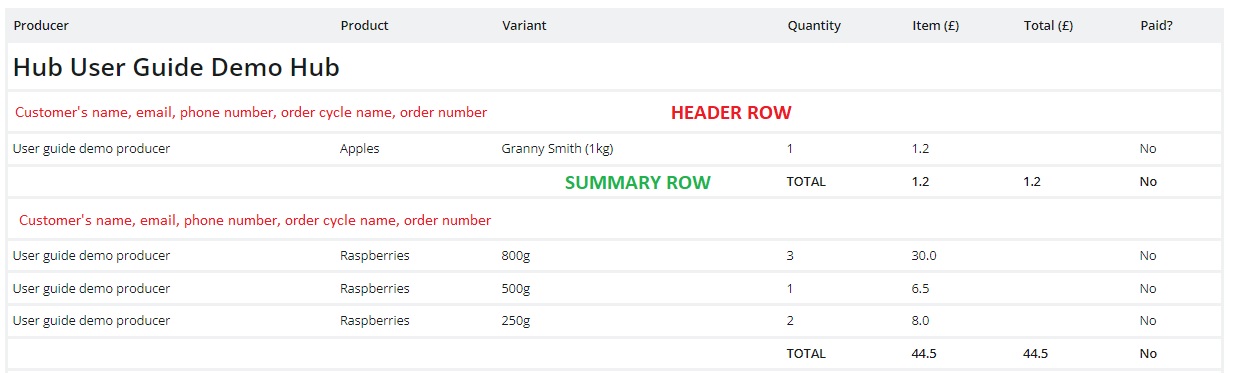 Producer Product Variant Quantity Item (£) Total (£) Paid?
Hub User Guide Demo Hub
Customer's name, email, phone number, order cycle name, order number HEADER ROW
User guide demo producer Apples Granny Smith (1kg) 1 1.2 No
SUMMARY ROW TOTAL 1.2 1.2 No
Customer's name, email, phone number, order cycle name, order number
User guide demo producer Raspberries 800g 3 30.0 No
User guide demo producer Raspberries 500g 1 6.5 No
User guide demo producer Raspberries 250g 2 8.0 No
TOTAL 44.5 44.5 No